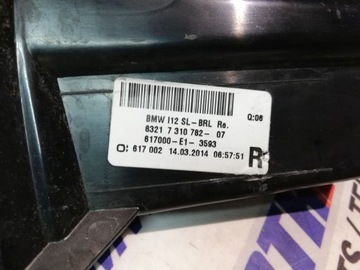 BMW I12 SL-BRL Re.
Q:06
6321 7 310 782- 07
617000-E1- 3593
O: 617 002 14.03.2014 06:57:51
R